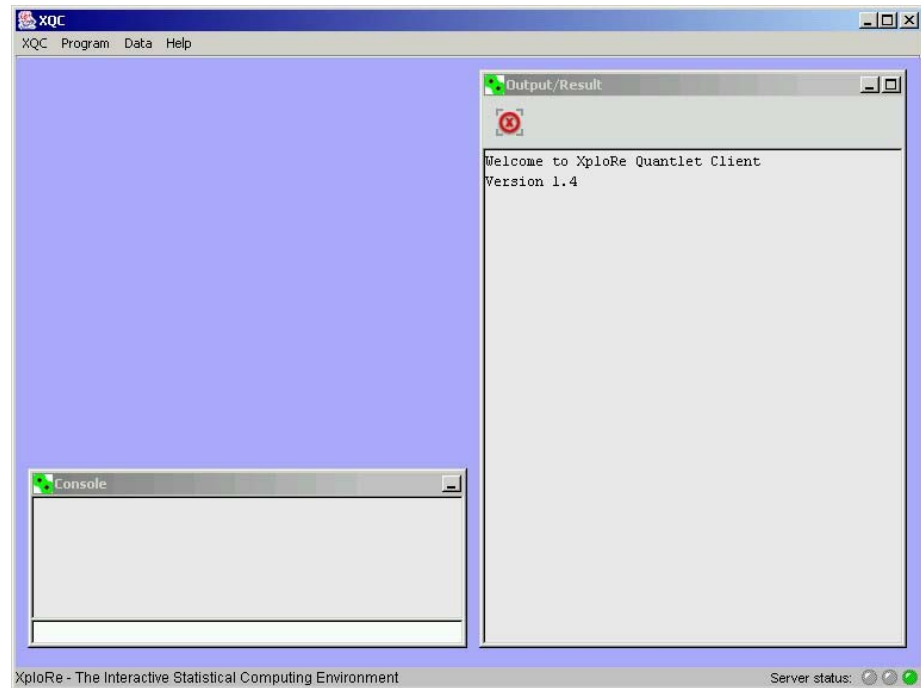 XQC
XQC Program Data Help
Output/Result
Welcome to XploRe Quantlet Client
Version 1.4
Console
XploRe - The Interactive Statistical Computing Environment
Server status: